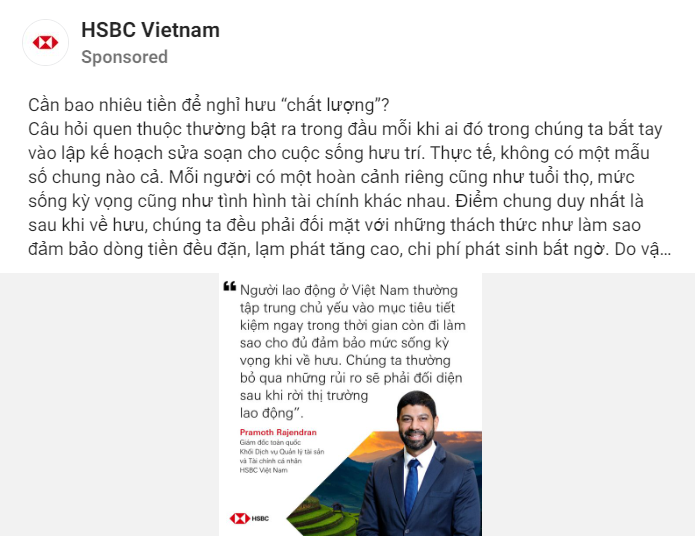 HSBC Vietnam
Sponsored
Cần bao nhiêu tiền để nghỉ hưu “chất lượng”?
Câu hỏi quen thuộc thường bật ra trong đầu mỗi khi ai đó trong chúng ta bắt tay
vào lập kế hoạch sửa soạn cho cuộc sống hưu trí. Thực tế, không có một mẫu
số chung nào cả. Mỗi người có một hoàn cảnh riêng cũng như tuổi thọ, mức
sống kỳ vọng cũng như tình hình tài chính khác nhau. Điểm chung duy nhất là
sau khi về hưu, chúng ta đều phải đối mặt với những thách thức như làm sao
đảm bảo dòng tiền đều đặn, lạm phát tăng cao, chi phí phát sinh bất ngờ. Do vậ...
“ Người lao động ở Việt Nam thường
tập trung chủ yếu vào mục tiêu tiết
kiệm ngay trong thời gian còn đi làm
sao cho đủ đảm bảo mức sống kỳ
vọng khi về hưu. Chúng ta thường
bỏ qua những rủi ro sẽ phải đối diện
sau khi rời thị trường
lao động”.
Pramoth Rajendran
Giám đốc toàn quốc
Khối Dịch vụ Quản lý tài sản
và Tài chính cá nhân
HSBC Việt Nam
HSBC